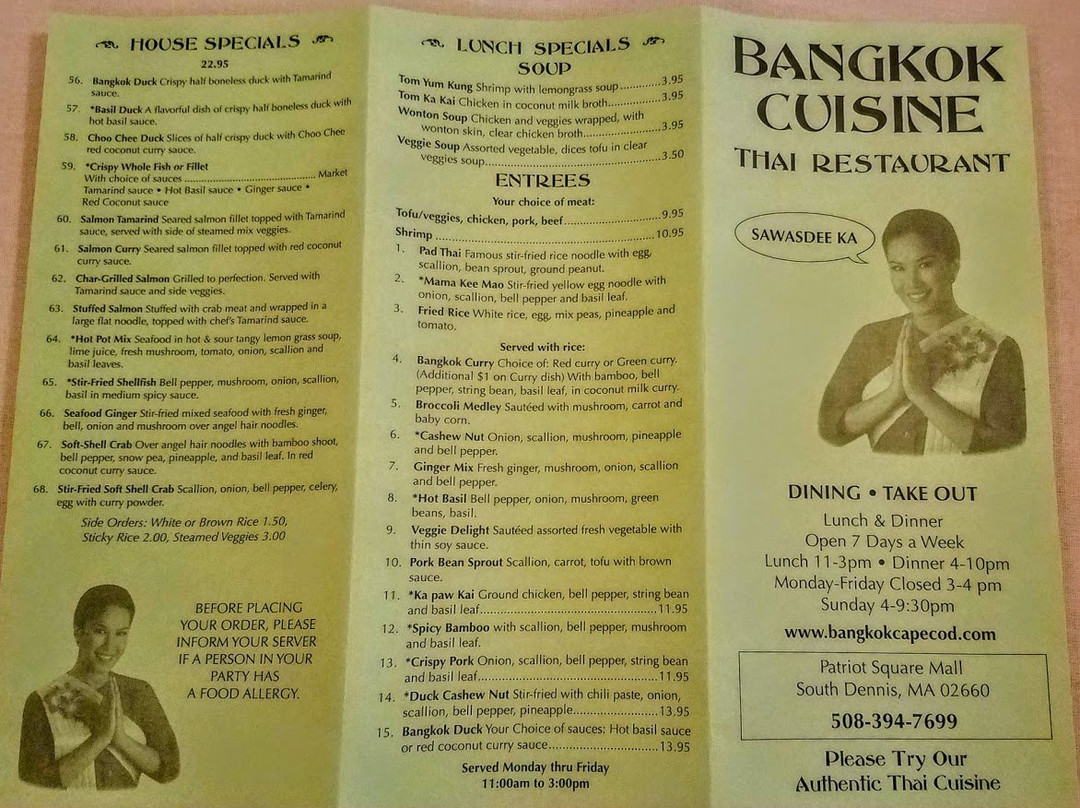 HOUSE SPECIALS
22.95
56. Bangkok Duck Crispy half boneless duck with Tamarind
sauce.
57. *Basil Duck A flavorful dish of crispy half boneless duck with
hot basil sauce.
58. Choo Chee Duck Slices of half crispy duck with Choo Chee
red coconut curry sauce.
59. *Crispy Whole Fish or Fillet
With choice of sauces ............ Market
Tamarind sauce • Hot Basil sauce • Ginger sauce •
Red Coconut sauce
60. Salmon Tamarind Seared salmon fillet topped with Tamarind
sauce, served with side of steamed mix veggies.
61. Salmon Curry Seared salmon fillet topped with red coconut
curry sauce.
62. Char-Grilled Salmon Grilled to perfection. Served with
Tamarind sauce and side veggies.
63. Stuffed Salmon Stuffed with crab meat and wrapped in a
large flat noodle, topped with chef's Tamarind sauce.
64. *Hot Pot Mix Seafood in hot & sour tangy lemon grass soup,
lime juice, fresh mushroom, tomato, onion, scallion and
basil leaves.
65. *Stir-Fried Shellfish Bell pepper, mushroom, onion, scallion,
basil in medium spicy sauce.
66. Seafood Ginger Stir-fried mixed seafood with fresh ginger,
bell, onion and mushroom over angel hair noodles.
67. Soft-Shell Crab Over angel hair noodles with bamboo shoot,
bell pepper, snow pea, pineapple, and basil leaf. In red
coconut curry sauce.
68. Stir-Fried Soft Shell Crab Scallion, onion, bell pepper, celery,
egg with curry powder.
Side Orders: White or Brown Rice 1.50,
Sticky Rice 2.00, Steamed Veggies 3.00
BEFORE PLACING
YOUR ORDER, PLEASE
INFORM YOUR SERVER
IF A PERSON IN YOUR
PARTY HAS
A FOOD ALLERGY.
LUNCH SPECIALS
SOUP
Tom Yum Kung Shrimp with lemongrass soup............3.95
Tom Ka Kai Chicken in coconut milk broth............3.95
Wonton Soup Chicken and veggies wrapped, with
wonton skin, clear chicken broth............3.95
Veggie Soup Assorted vegetable, dices tofu in clear
veggies soup............3.50
ENTREES
Your choice of meat:
Tofu/veggies, chicken, pork, beef............9.95
Shrimp ............10.95
1. Pad Thai Famous stir-fried rice noodle with egg,
scallion, bean sprout, ground peanut.
2. *Mama Kee Mao Stir-fried yellow egg noodle with
onion, scallion, bell pepper and basil leaf.
3. Fried Rice White rice, egg, mix peas, pineapple and
tomato.
Served with rice:
4. Bangkok Curry Choice of: Red curry or Green curry.
(Additional $1 on Curry dish) With bamboo, bell
pepper, string bean, basil leaf, in coconut milk curry.
5. Broccoli Medley Sautéed with mushroom, carrot and
baby corn.
6. *Cashew Nut Onion, scallion, mushroom, pineapple
and bell pepper.
7. Ginger Mix Fresh ginger, mushroom, onion, scallion
and bell pepper.
8. *Hot Basil Bell pepper, onion, mushroom, green
beans, basil.
9. Veggie Delight Sautéed assorted fresh vegetable with
thin soy sauce.
10. Pork Bean Sprout Scallion, carrot, tofu with brown
sauce.
11. *Ka paw Kai Ground chicken, bell pepper, string bean
and basil leaf............11.95
12. *Spicy Bamboo with scallion, bell pepper, mushroom
and basil leaf.
13. *Crispy Pork Onion, scallion, bell pepper, string bean
and basil leaf............11.95
14. *Duck Cashew Nut Stir-fried with chili paste, onion,
scallion, bell pepper, pineapple............13.95
15. Bangkok Duck Your Choice of sauces: Hot basil sauce
or red coconut curry sauce............13.95
Served Monday thru Friday
11:00am to 3:00pm
BANGKOK
CUISINE
THAI RESTAURANT
SAWASDEE KA
DINING • TAKE OUT
Lunch & Dinner
Open 7 Days a Week
Lunch 11-3pm • Dinner 4-10pm
Monday-Friday Closed 3-4 pm
Sunday 4-9:30pm
www.bangkokcapecod.com
Patriot Square Mall
South Dennis, MA 02660
508-394-7699
Please Try Our
Authentic Thai Cuisine